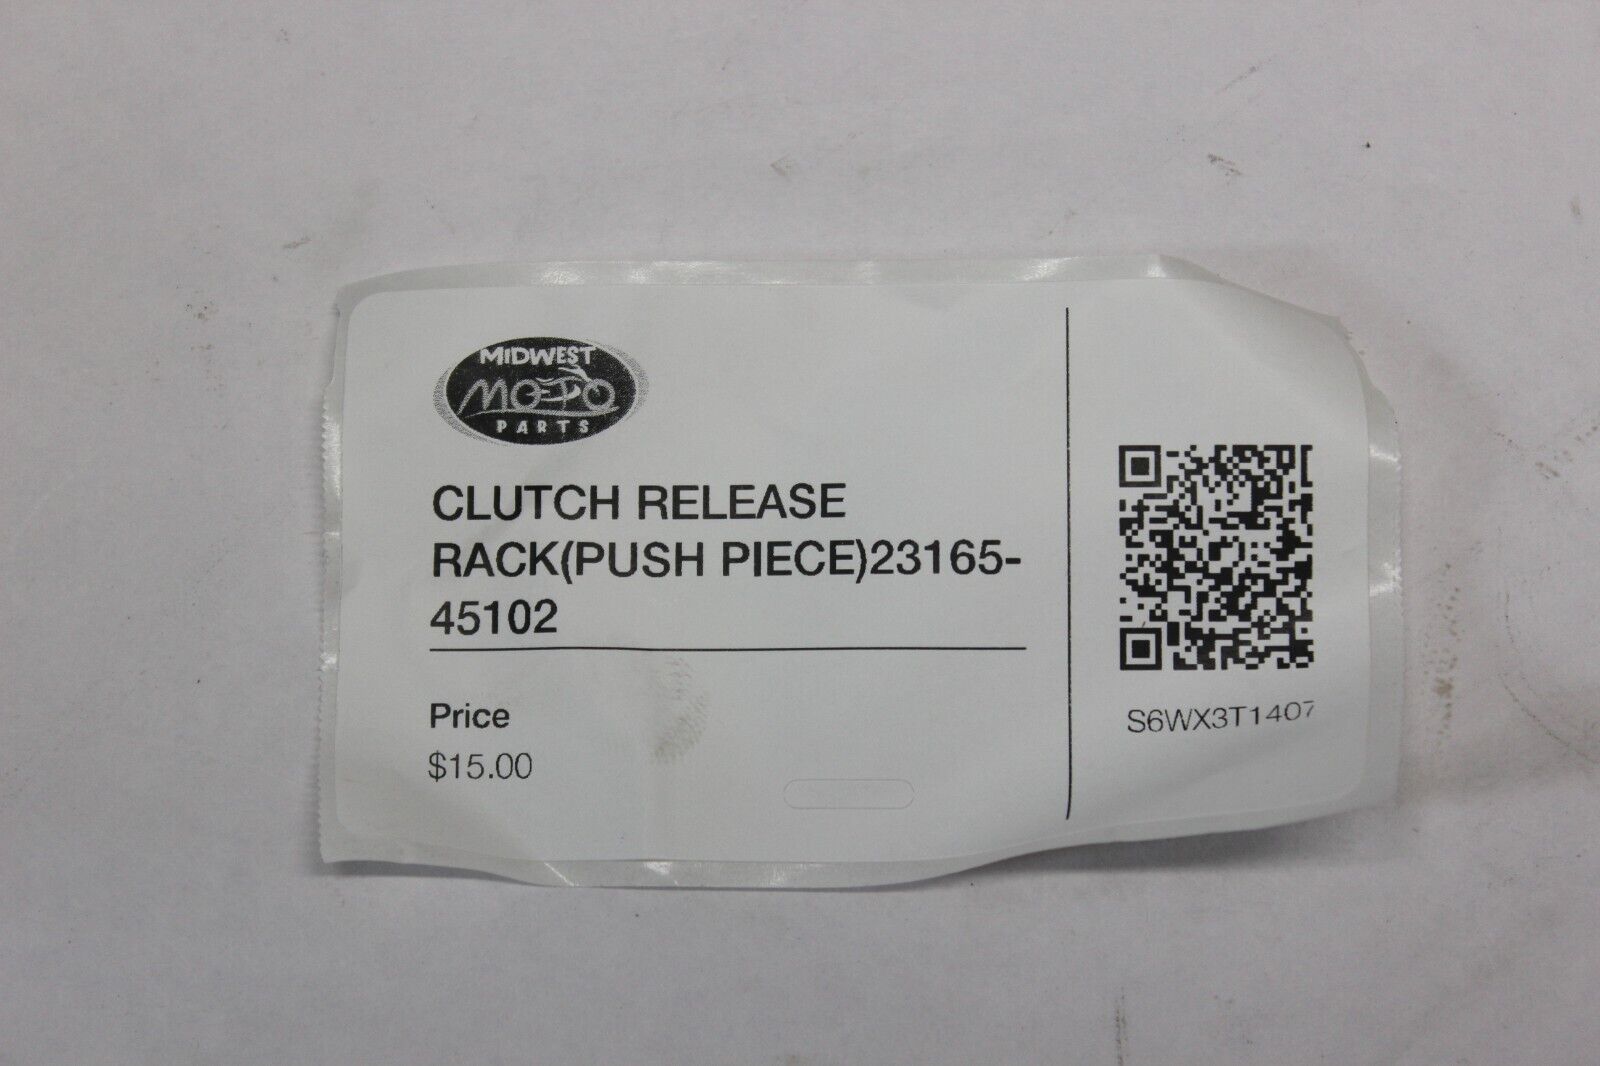 MIDWEST
MOTO
PARTS
CLUTCH RELEASE
RACK(PUSH PIECE)23165-
45102
Price
$15.00
S6WX3T1407